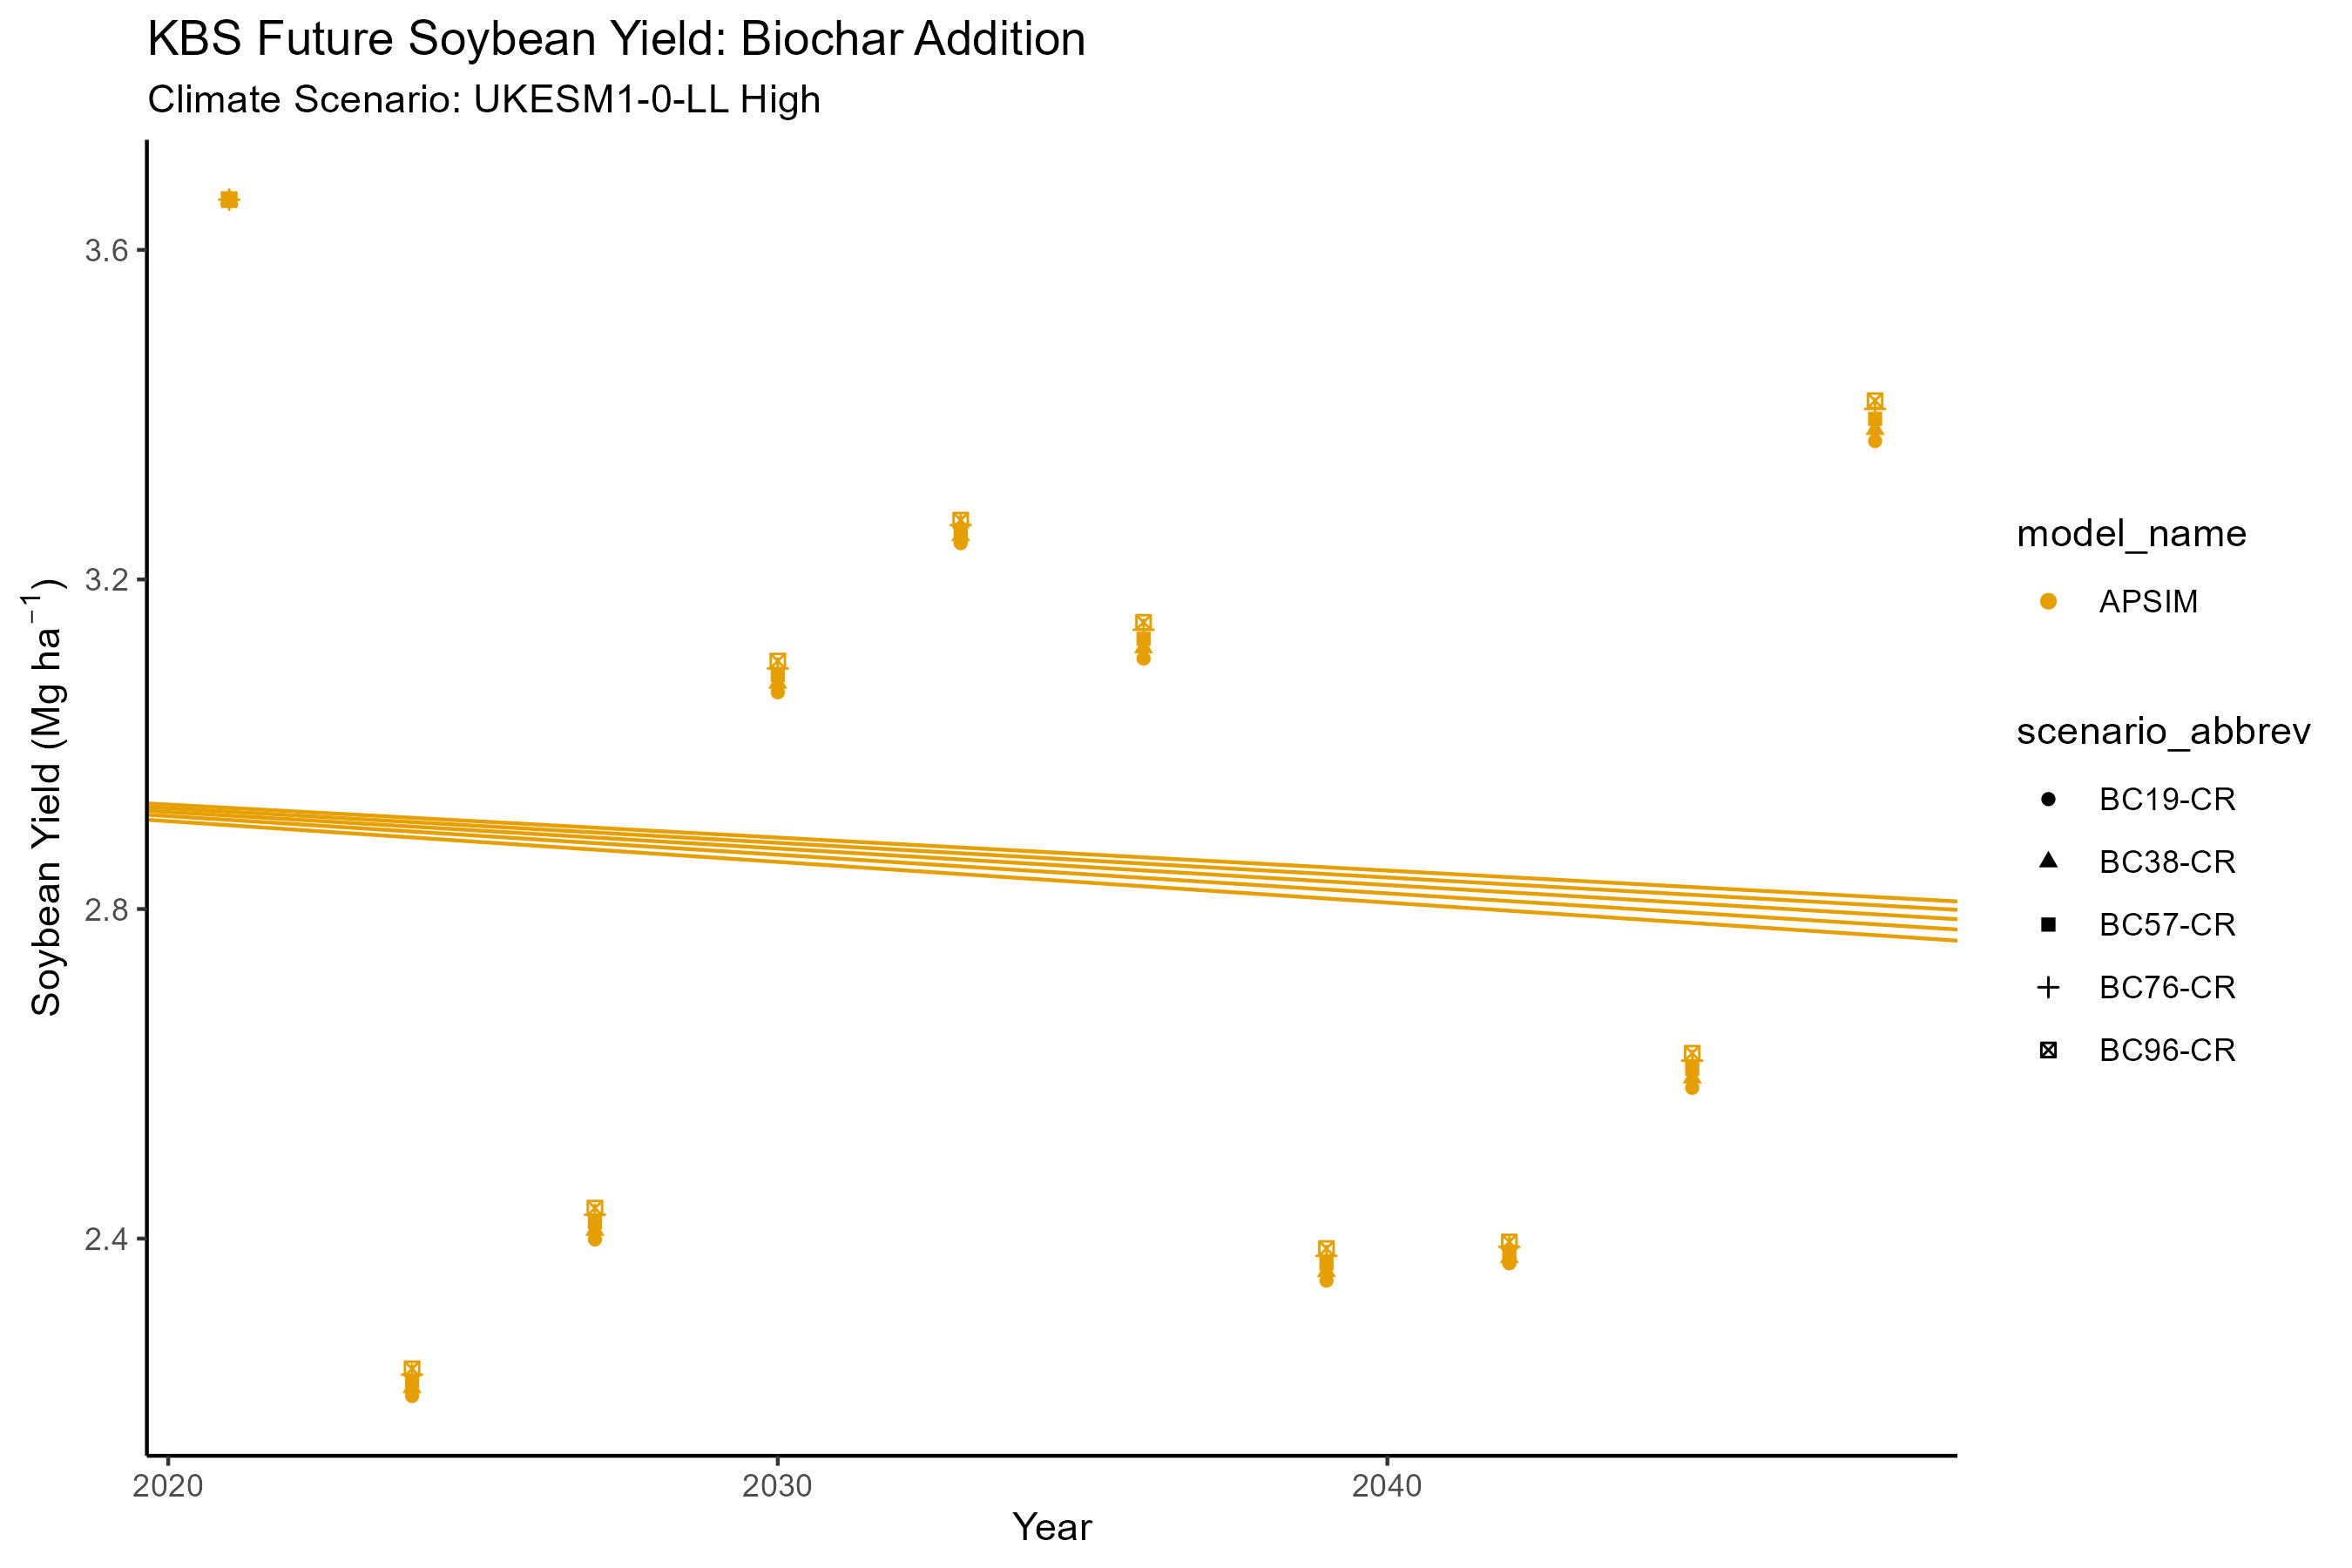 KBS Future Soybean Yield: Biochar Addition
Climate Scenario: UKESM1-0-LL High
Soybean Yield (Mg ha⁻¹)
3.6
3.2
2.8
2.4
2020
2030
2040
Year
model_name
APSIM
scenario_abbrev
BC19-CR
BC38-CR
BC57-CR
BC76-CR
BC96-CR